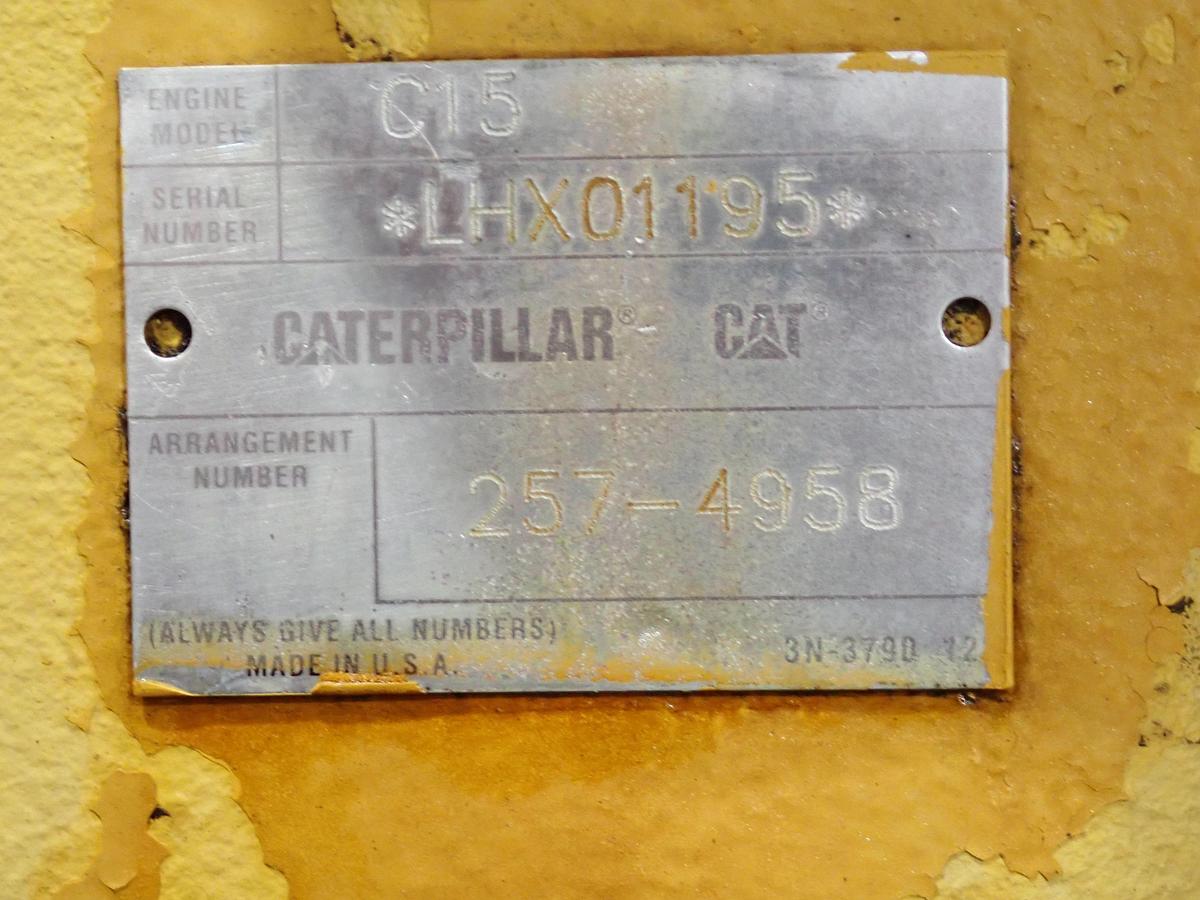 ENGINE
MODEL
C15
SERIAL
NUMBER
*LHX01195*
CATERPILLAR® CAT®
ARRANGEMENT
NUMBER
257-4958
(ALWAYS GIVE ALL NUMBERS)
MADE IN U.S.A.
3N-3790 12